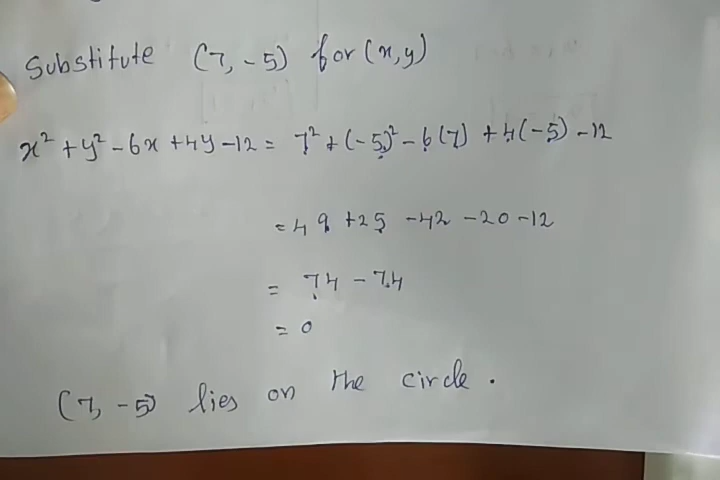 Substitute (7, -5) for (x, y)
x² + y² - 6x + 4y - 12 = 7² + (-5)² - 6(7) + 4(-5) - 12
= 49 + 25 - 42 - 20 - 12
= 74 - 74
= 0
(7, -5) lies on the circle.